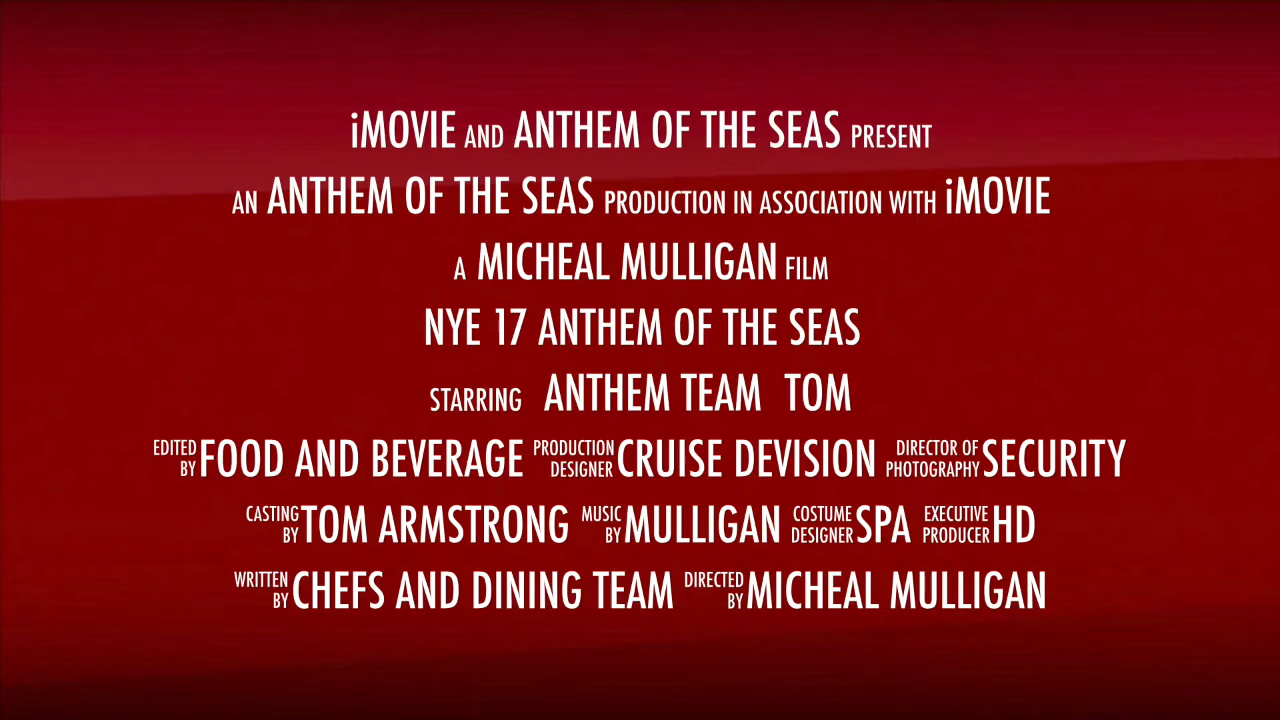 iMOVIE AND ANTHEM OF THE SEAS PRESENT
AN ANTHEM OF THE SEAS PRODUCTION IN ASSOCIATION WITH iMOVIE
A MICHEAL MULLIGAN FILM
NYE 17 ANTHEM OF THE SEAS
STARRING ANTHEM TEAM TOM
EDITED BY FOOD AND BEVERAGE PRODUCTION DESIGNER CRUISE DEVISION DIRECTOR OF PHOTOGRAPHY SECURITY
CASTING BY TOM ARMSTRONG MUSIC BY MULLIGAN COSTUME DESIGNER SPA EXECUTIVE PRODUCER HD
WRITTEN BY CHEFS AND DINING TEAM DIRECTED BY MICHEAL MULLIGAN